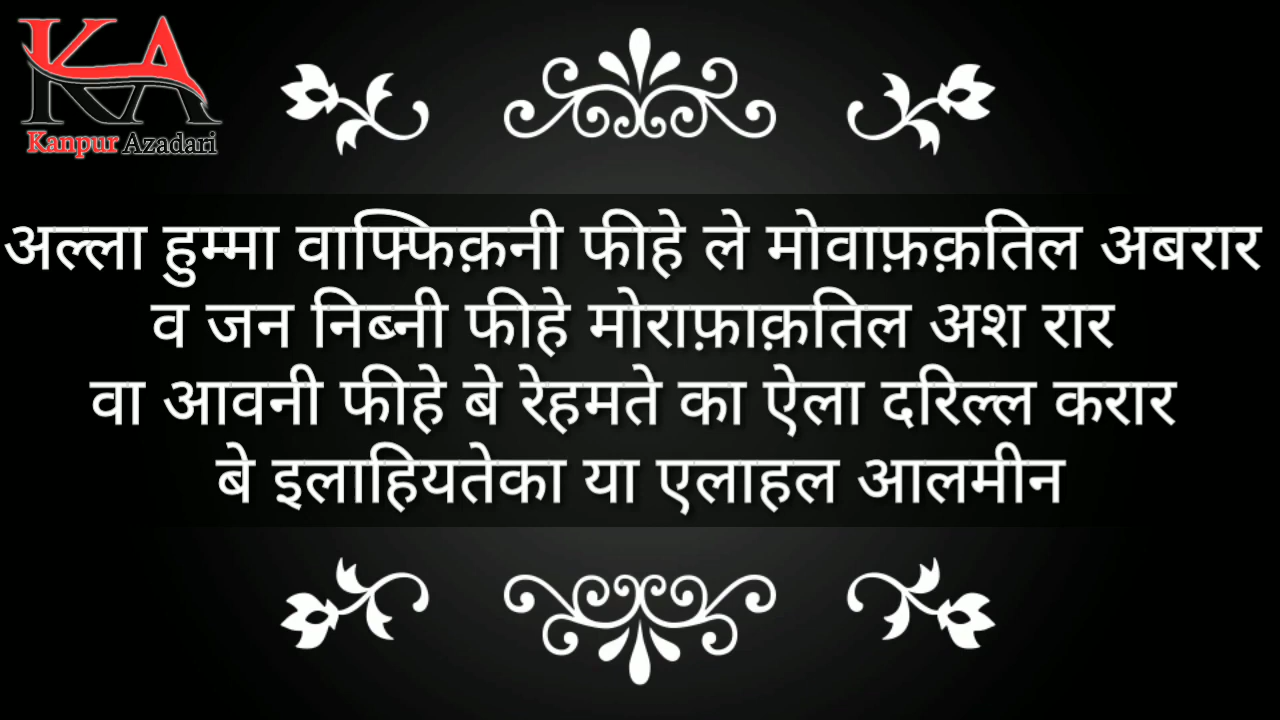 KA
Kanpur Azadari
अल्ला हुम्मा वाफ्फिक़नी फीहे ले मोवाफ़क़तिल अबरार
व जन निब्नी फीहे मोराफ़ाक़तिल अश रार
वा आवनी फीहे बे रेहमते का ऐला दरिल्ल करार
बे इलाहियतेका या एलाहल आलमीन